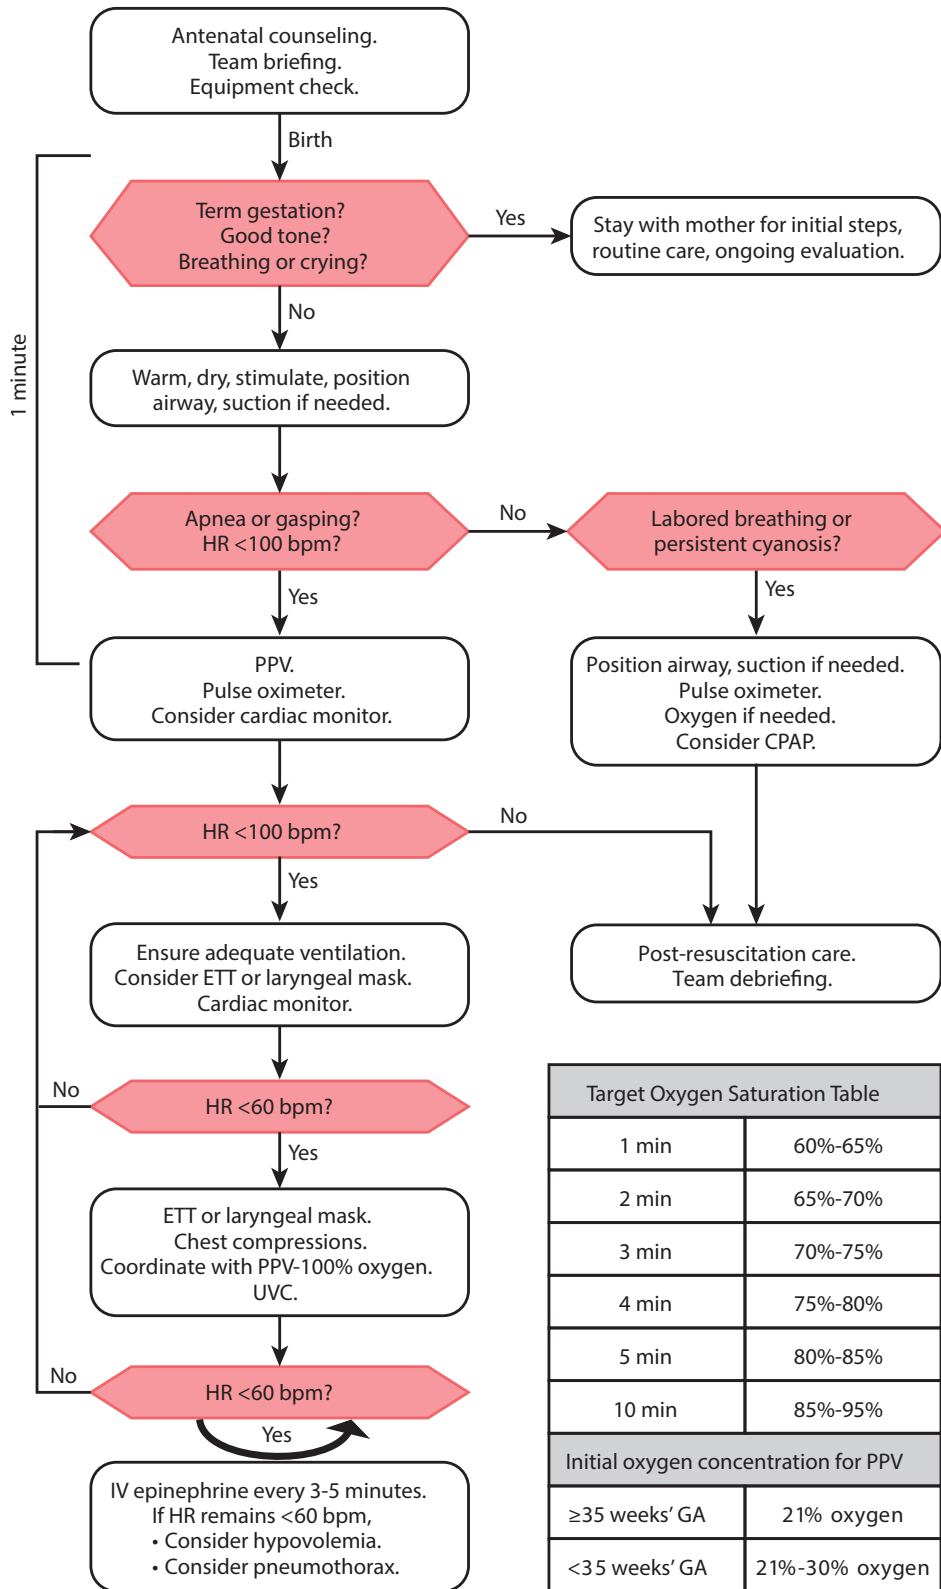 Antenatal counseling.
Team briefing.
Equipment check.
Birth
1 minute
Term gestation?
Good tone?
Breathing or crying?
Yes
Stay with mother for initial steps,
routine care, ongoing evaluation.
No
Warm, dry, stimulate, position
airway, suction if needed.
Apnea or gasping?
HR <100 bpm?
No
Labored breathing or
persistent cyanosis?
Yes
Yes
PPV.
Pulse oximeter.
Consider cardiac monitor.
Position airway, suction if needed.
Pulse oximeter.
Oxygen if needed.
Consider CPAP.
HR <100 bpm?
No
Yes
Ensure adequate ventilation.
Consider ETT or laryngeal mask.
Cardiac monitor.
Post-resuscitation care.
Team debriefing.
No
HR <60 bpm?
Yes
ETT or laryngeal mask.
Chest compressions.
Coordinate with PPV-100% oxygen.
UVC.
No
HR <60 bpm?
Yes
IV epinephrine every 3-5 minutes.
If HR remains <60 bpm,
• Consider hypovolemia.
• Consider pneumothorax.
Target Oxygen Saturation Table
1 min 60%-65%
2 min 65%-70%
3 min 70%-75%
4 min 75%-80%
5 min 80%-85%
10 min 85%-95%
Initial oxygen concentration for PPV
≥35 weeks' GA 21% oxygen
<35 weeks' GA 21%-30% oxygen